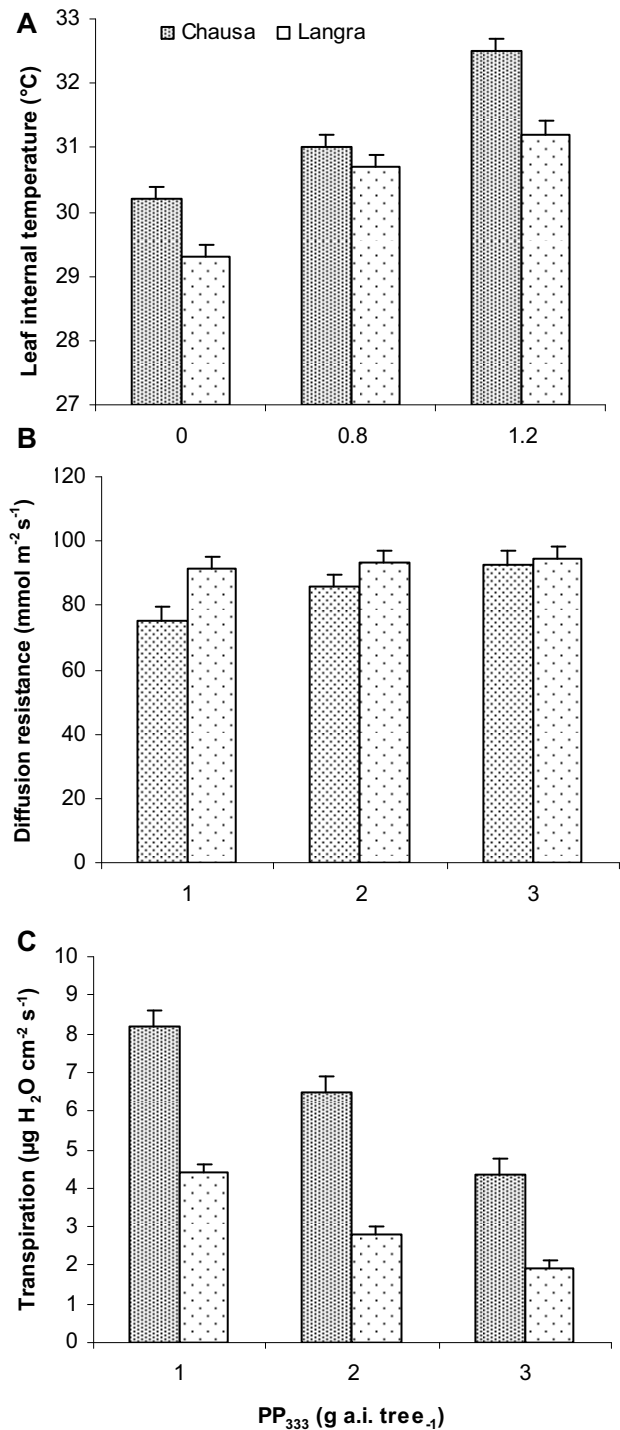 A
Chausa Langra
Leaf internal temperature (°C)
33
32
31
30
29
28
27
0 0.8 1.2
B
Diffusion resistance (mmol m⁻² s⁻¹)
120
100
80
60
40
20
0
1 2 3
C
Transpiration (µg H₂O cm⁻² s⁻¹)
10
9
8
7
6
5
4
3
2
1
0
1 2 3
PP₃₃₃ (g a.i. tree₋₁)